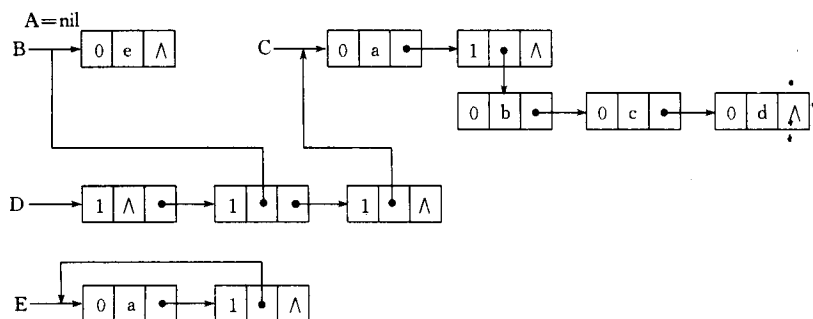 A=nil
B 0 e ∧ C 0 a 1 ∧
0 b 0 c 0 d ∧
D 1 ∧ 1 1 ∧
E 0 a 1 ∧